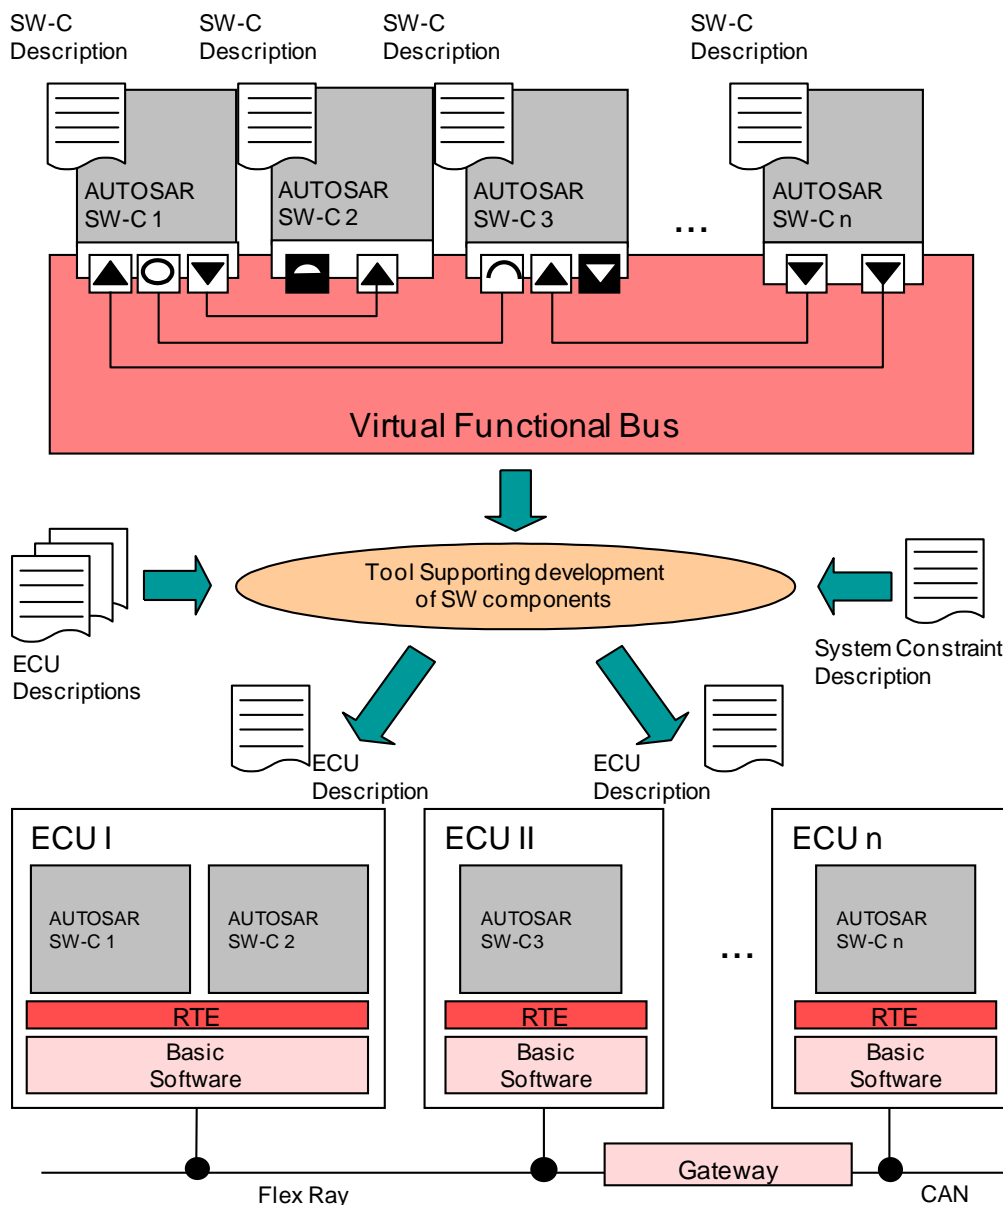 SW-C
Description
SW-C
Description
SW-C
Description
SW-C
Description
AUTOSAR
SW-C 1
AUTOSAR
SW-C 2
AUTOSAR
SW-C 3
...
AUTOSAR
SW-C n
Virtual Functional Bus
Tool Supporting development
of SW components
ECU
Descriptions
System Constraint
Description
ECU
Description
ECU
Description
ECU I
AUTOSAR
SW-C 1
AUTOSAR
SW-C 2
RTE
Basic
Software
ECU II
AUTOSAR
SW-C3
RTE
Basic
Software
...
ECU n
AUTOSAR
SW-C n
RTE
Basic
Software
Gateway
Flex Ray
CAN